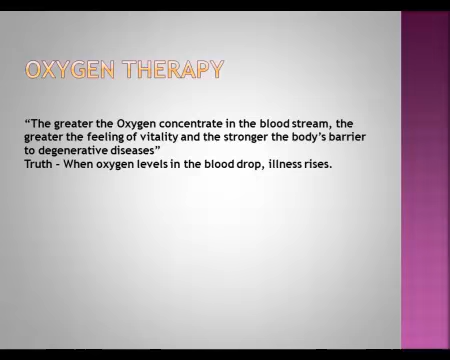 OXYGEN THERAPY
“The greater the Oxygen concentrate in the blood stream, the
greater the feeling of vitality and the stronger the body’s barrier
to degenerative diseases”
Truth – When oxygen levels in the blood drop, illness rises.